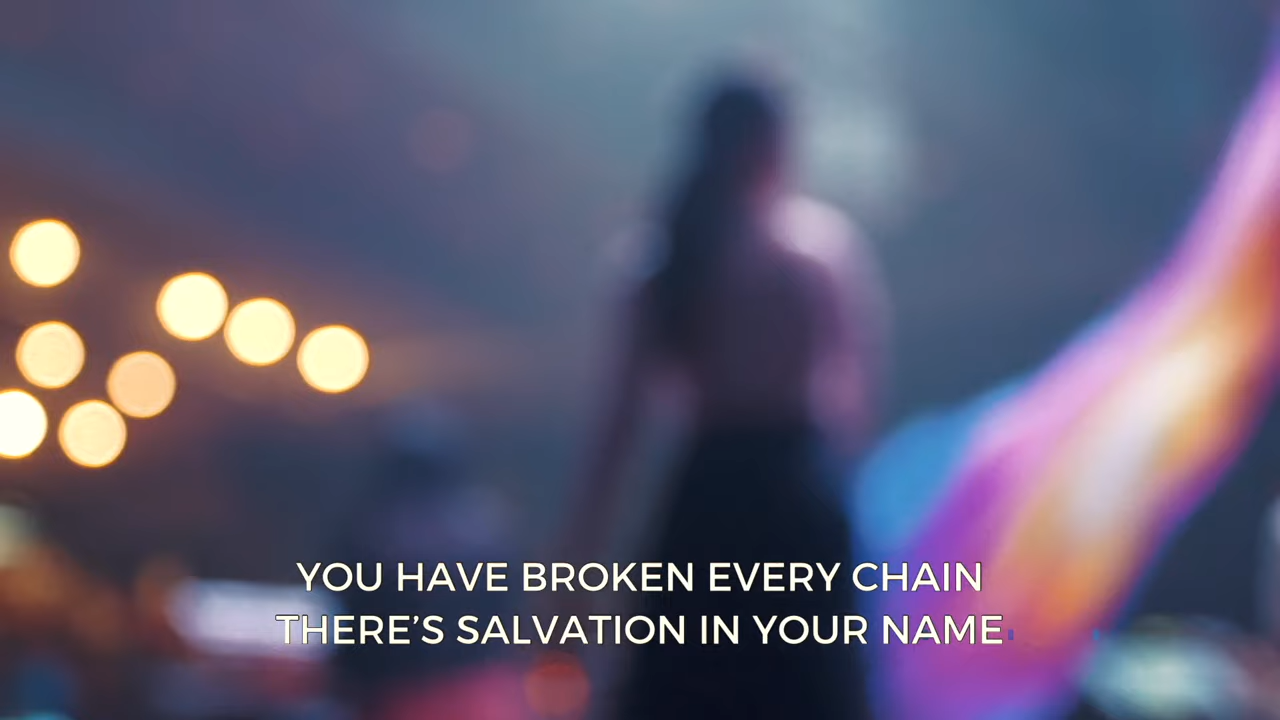 YOU HAVE BROKEN EVERY CHAIN
THERE’S SALVATION IN YOUR NAME